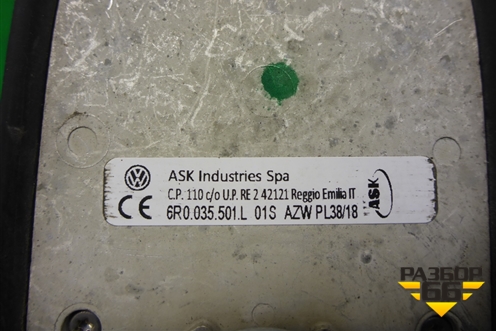 ASK Industries Spa
C.P. 110 c/o U.P. RE 2 42121 Reggio Emilia IT
6R0.035.501.L 01S AZW PL38/18
CE
ASK
РАЗБОР
66